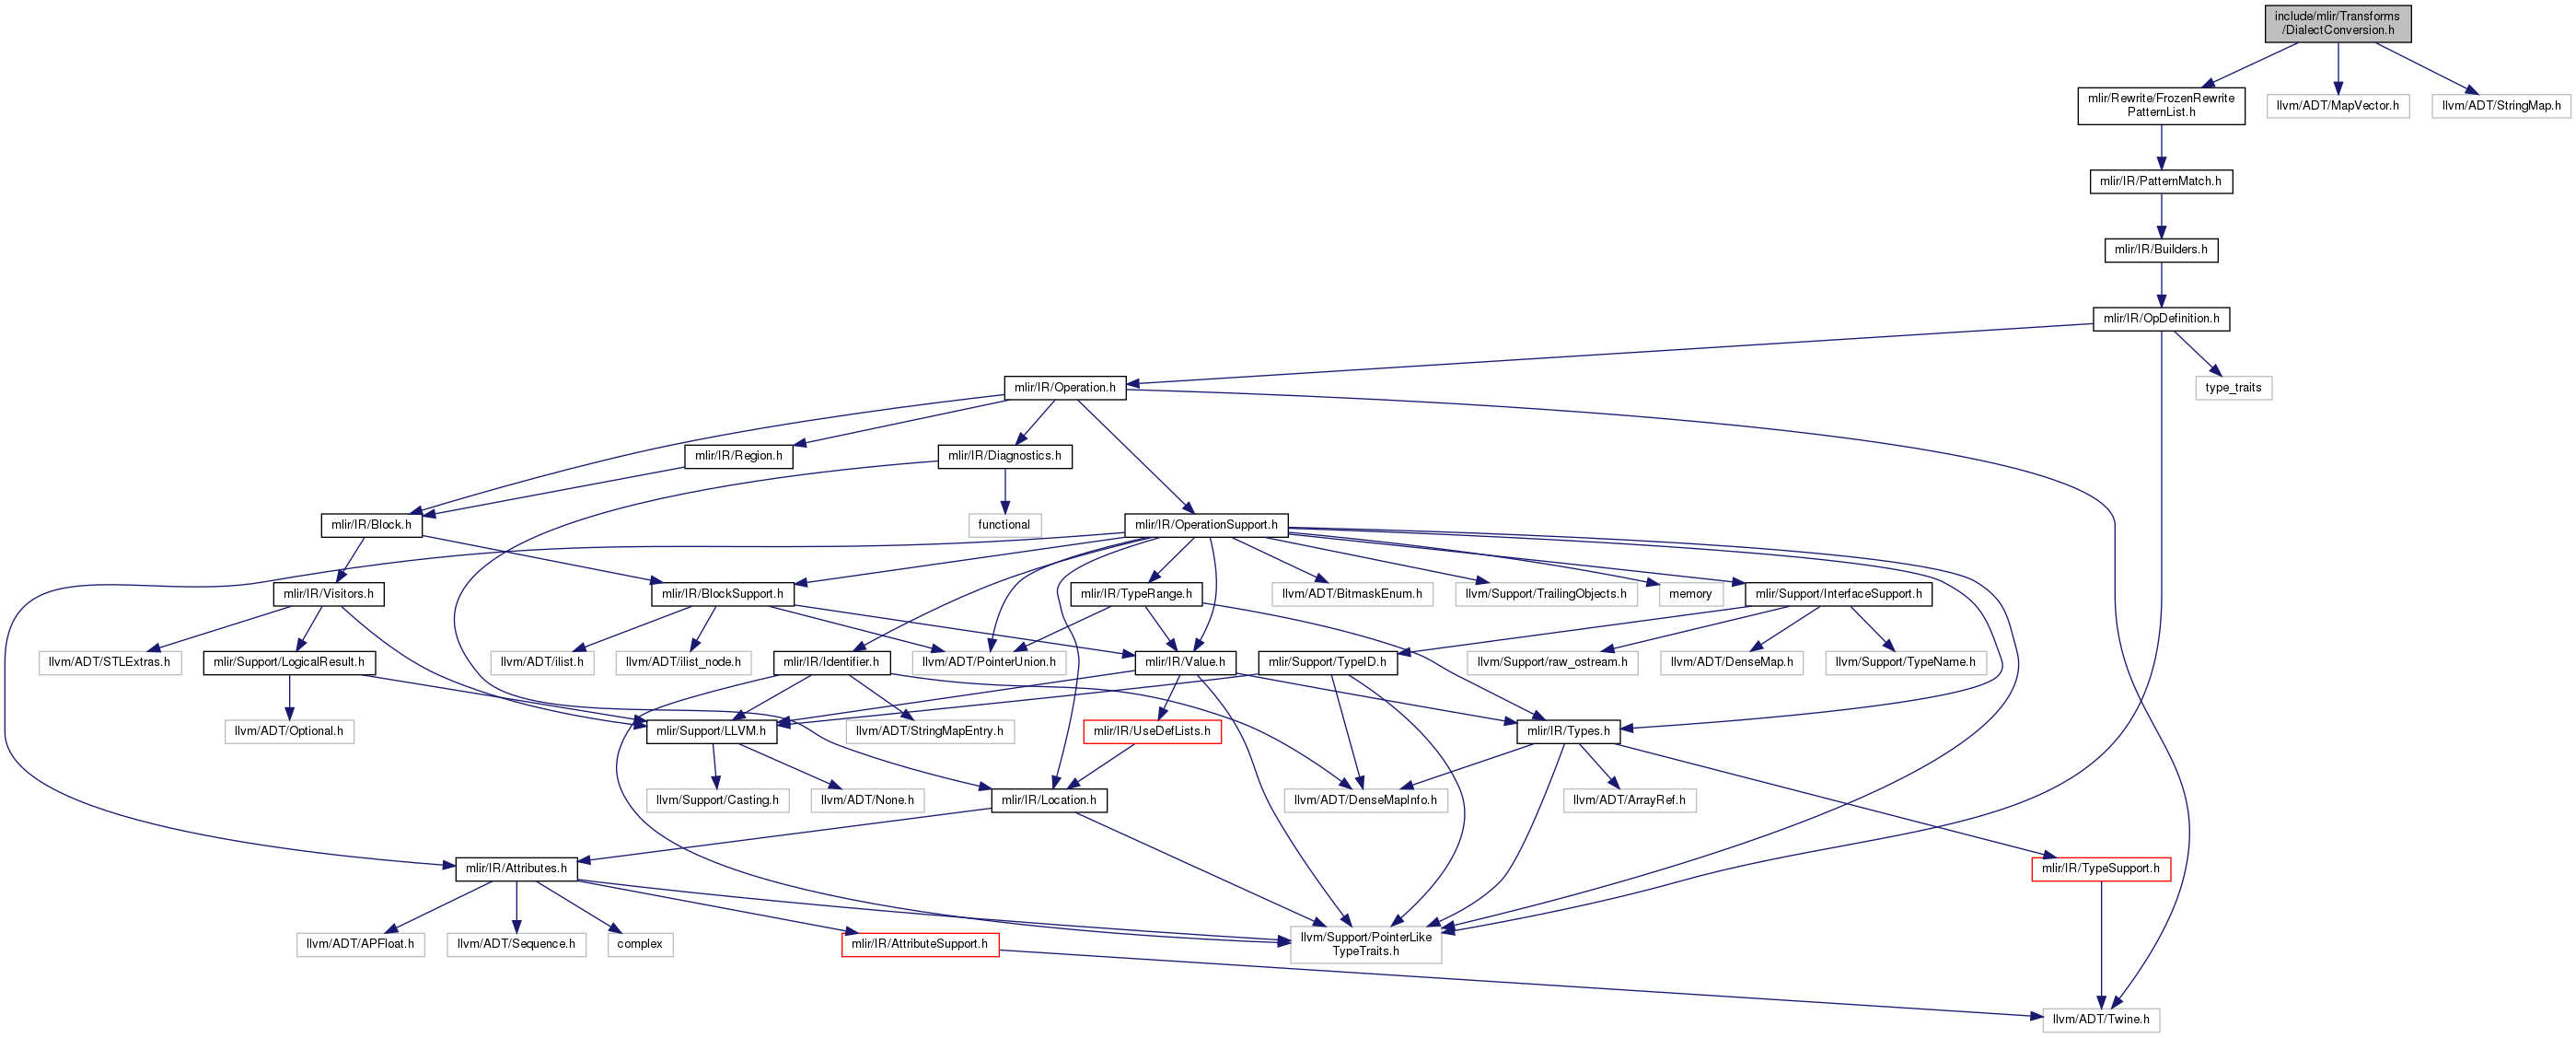 include/mlir/Transforms
/DialectConversion.h
mlir/Rewrite/FrozenRewrite
PatternList.h
llvm/ADT/MapVector.h
llvm/ADT/StringMap.h
mlir/IR/PatternMatch.h
mlir/IR/Builders.h
mlir/IR/OpDefinition.h
mlir/IR/Operation.h
type_traits
mlir/IR/Region.h
mlir/IR/Diagnostics.h
mlir/IR/Block.h
functional
mlir/IR/OperationSupport.h
mlir/IR/Visitors.h
mlir/IR/BlockSupport.h
mlir/IR/TypeRange.h
llvm/ADT/BitmaskEnum.h
llvm/Support/TrailingObjects.h
memory
mlir/Support/InterfaceSupport.h
llvm/ADT/STLExtras.h
mlir/Support/LogicalResult.h
llvm/ADT/ilist.h
llvm/ADT/ilist_node.h
mlir/IR/Identifier.h
llvm/ADT/PointerUnion.h
mlir/IR/Value.h
mlir/Support/TypeID.h
llvm/Support/raw_ostream.h
llvm/ADT/DenseMap.h
llvm/Support/TypeName.h
llvm/ADT/Optional.h
mlir/Support/LLVM.h
llvm/ADT/StringMapEntry.h
mlir/IR/UseDefLists.h
mlir/IR/Types.h
llvm/Support/Casting.h
llvm/ADT/None.h
mlir/IR/Location.h
llvm/ADT/DenseMapInfo.h
llvm/ADT/ArrayRef.h
mlir/IR/Attributes.h
mlir/IR/TypeSupport.h
llvm/ADT/APFloat.h
llvm/ADT/Sequence.h
complex
mlir/IR/AttributeSupport.h
llvm/Support/PointerLike
TypeTraits.h
llvm/ADT/Twine.h